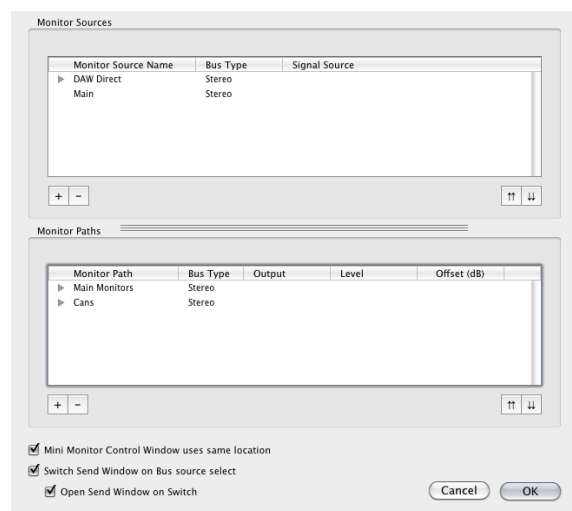 Monitor Sources
Monitor Source Name Bus Type Signal Source
DAW Direct Stereo
Main Stereo
+ −
Monitor Paths
Monitor Path Bus Type Output Level Offset (dB)
Main Monitors Stereo
Cans Stereo
+ −
Mini Monitor Control Window uses same location
Switch Send Window on Bus source select
Open Send Window on Switch
Cancel OK